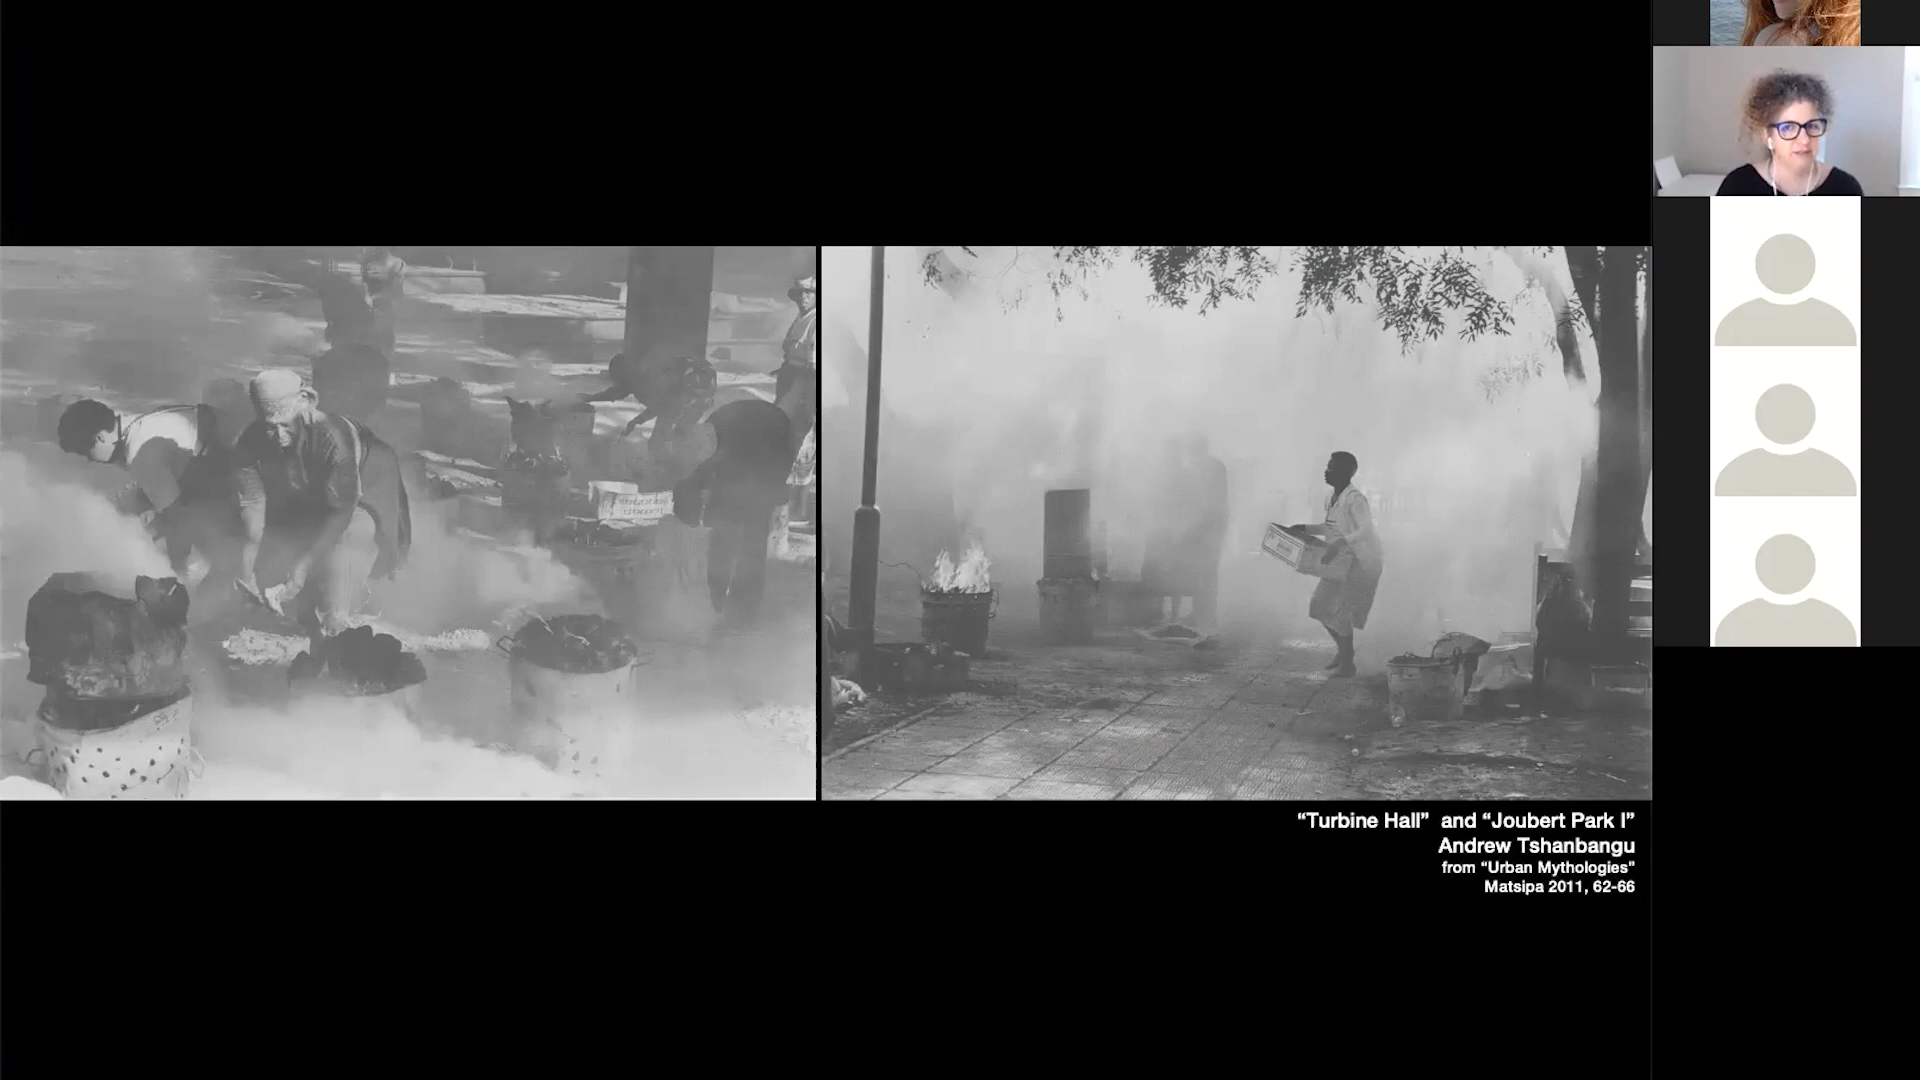 “Turbine Hall”  and “Joubert Park I”
Andrew Tshanbangu
from “Urban Mythologies”
Matsipa 2011, 62-66